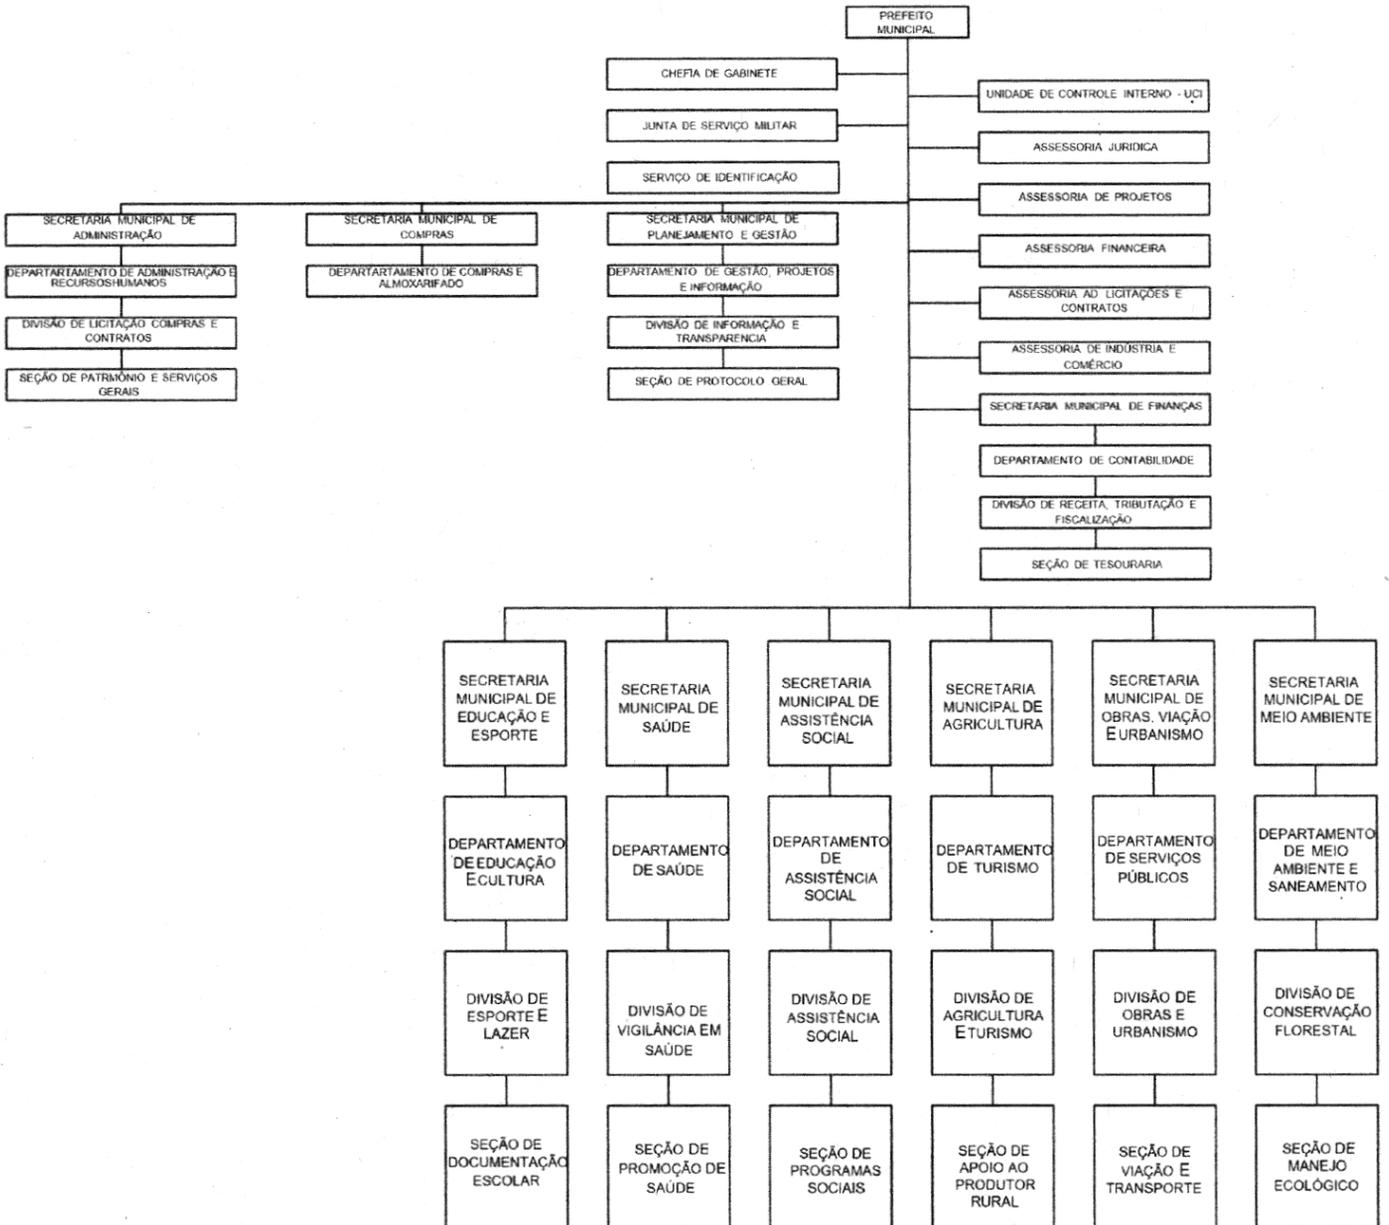 PREFEITO
MUNICIPAL
CHEFIA DE GABINETE
UNIDADE DE CONTROLE INTERNO - UCI
JUNTA DE SERVIÇO MILITAR
ASSESSORIA JURIDICA
SERVIÇO DE IDENTIFICAÇÃO
ASSESSORIA DE PROJETOS
SECRETARIA MUNICIPAL DE
ADMINISTRAÇÃO
SECRETARIA MUNICIPAL DE
COMPRAS
SECRETARIA MUNICIPAL DE
PLANEJAMENTO E GESTÃO
ASSESSORIA FINANCEIRA
DEPARTARTAMENTO DE ADMINISTRAÇÃO E
RECURSOSHUMANOS
DEPARTARTAMENTO DE COMPRAS E
ALMOXARIFADO
DEPARTAMENTO DE GESTÃO, PROJETOS
E INFORMAÇÃO
ASSESSORIA AD LICITAÇÕES E
CONTRATOS
DIVISÃO DE LICITAÇÃO COMPRAS E
CONTRATOS
DIVISÃO DE INFORMAÇÃO E
TRANSPARENCIA
ASSESSORIA DE INDÚSTRIA E
COMÉRCIO
SEÇÃO DE PATRIMÔNIO E SERVIÇOS
GERAIS
SEÇÃO DE PROTOCOLO GERAL
SECRETARIA MUNICIPAL DE FINANÇAS
DEPARTAMENTO DE CONTABILIDADE
DIVISÃO DE RECEITA, TRIBUTAÇÃO E
FISCALIZAÇÃO
SEÇÃO DE TESOURARIA
SECRETARIA
MUNICIPAL DE
EDUCAÇÃO E
ESPORTE
SECRETARIA
MUNICIPAL DE
SAÚDE
SECRETARIA
MUNICIPAL DE
ASSISTÊNCIA
SOCIAL
SECRETARIA
MUNICIPAL DE
AGRICULTURA
SECRETARIA
MUNICIPAL DE
OBRAS, VIAÇÃO
EURBANISMO
SECRETARIA
MUNICIPAL DE
MEIO AMBIENTE
DEPARTAMENTO
DE EDUCAÇÃO
ECULTURA
DEPARTAMENTO
DE SAÚDE
DEPARTAMENTO
DE
ASSISTÊNCIA
SOCIAL
DEPARTAMENTO
DE TURISMO
DEPARTAMENTO
DE SERVIÇOS
PÚBLICOS
DEPARTAMENTO
DE MEIO
AMBIENTE E
SANEAMENTO
DIVISÃO DE
ESPORTE E
LAZER
DIVISÃO DE
VIGILÂNCIA EM
SAÚDE
DIVISÃO DE
ASSISTÊNCIA
SOCIAL
DIVISÃO DE
AGRICULTURA
ETURISMO
DIVISÃO DE
OBRAS E
URBANISMO
DIVISÃO DE
CONSERVAÇÃO
FLORESTAL
SEÇÃO DE
DOCUMENTAÇÃO
ESCOLAR
SEÇÃO DE
PROMOÇÃO DE
SAÚDE
SEÇÃO DE
PROGRAMAS
SOCIAIS
SEÇÃO DE
APOIO AO
PRODUTOR
RURAL
SEÇÃO DE
VIAÇÃO E
TRANSPORTE
SEÇÃO DE
MANEJO
ECOLÓGICO